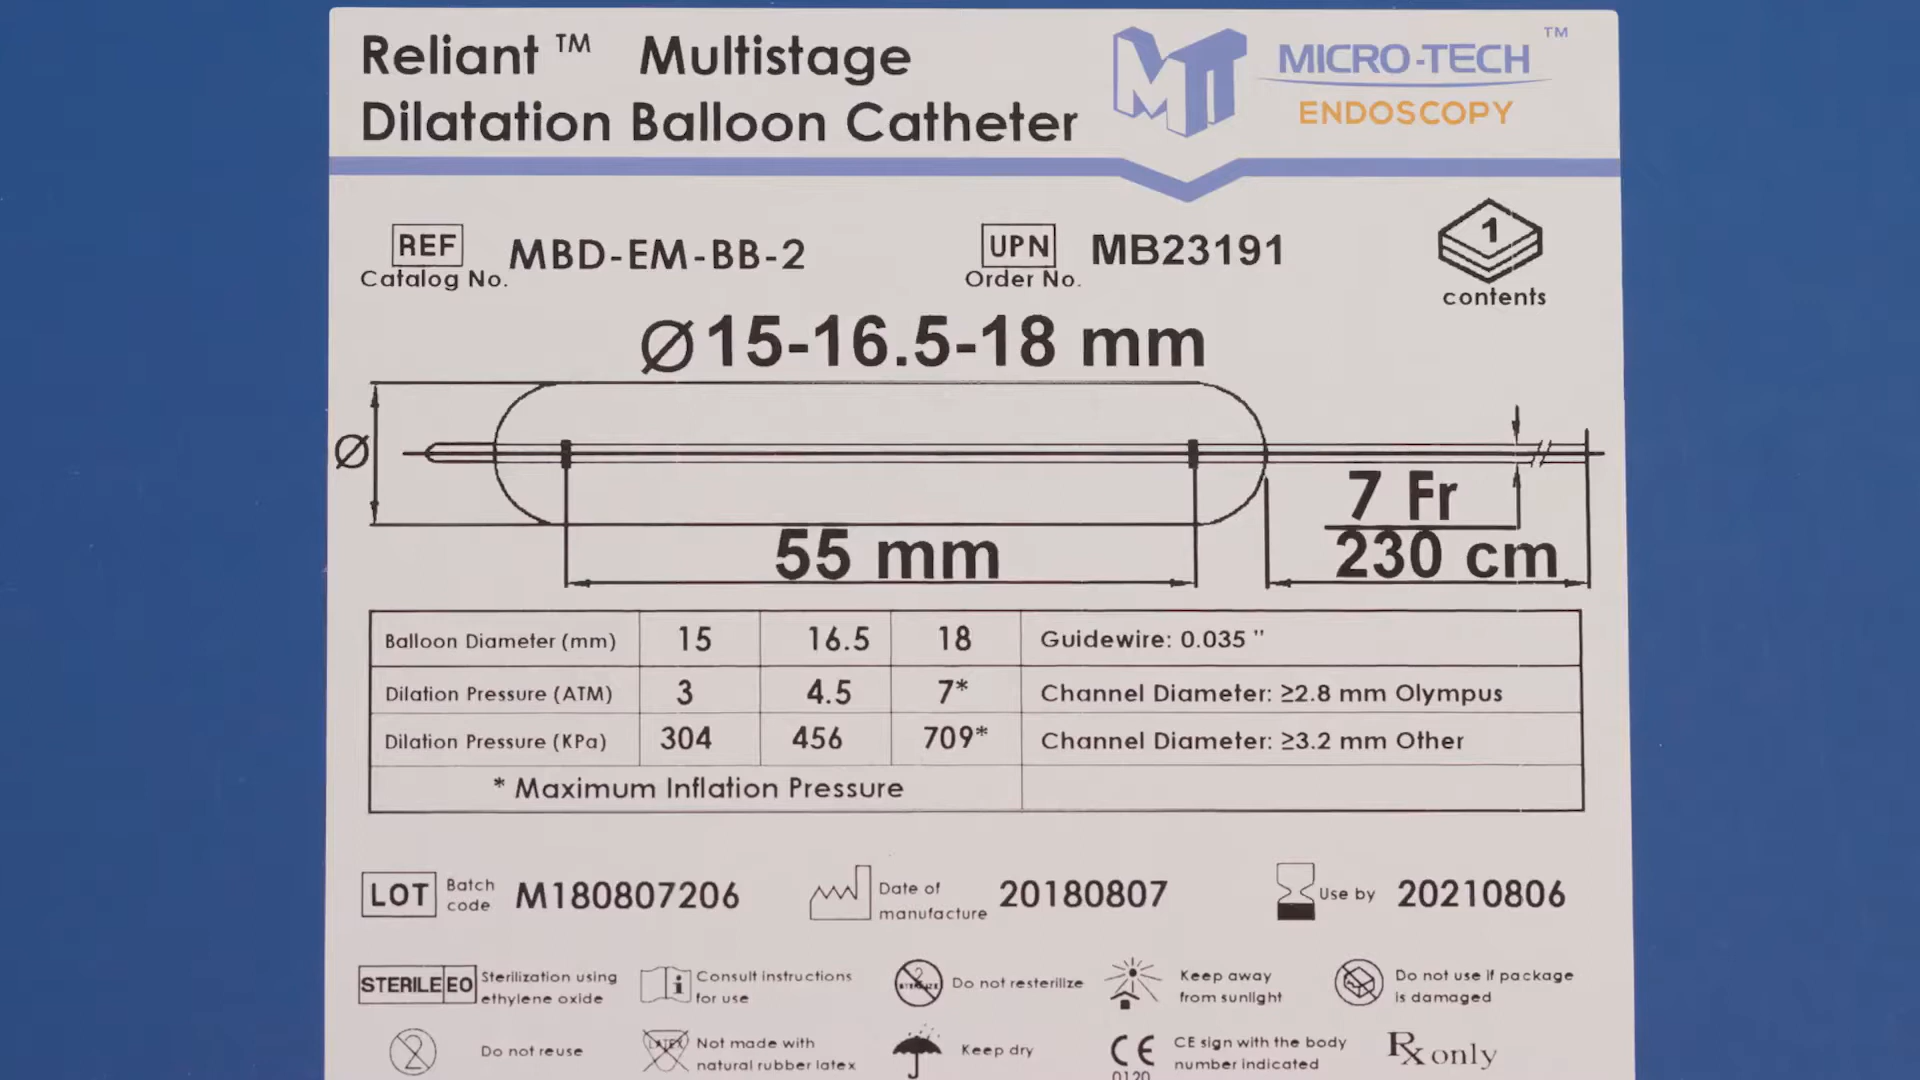 Reliant ™ Multistage
Dilatation Balloon Catheter
MICRO-TECH ™
ENDOSCOPY
REF MBD-EM-BB-2
Catalog No.
UPN MB23191
Order No.
1
contents
Ø15-16.5-18 mm
Ø
7 Fr
55 mm
230 cm
Balloon Diameter (mm) 15 16.5 18 Guidewire: 0.035 "
Dilation Pressure (ATM) 3 4.5 7* Channel Diameter: ≥2.8 mm Olympus
Dilation Pressure (KPa) 304 456 709* Channel Diameter: ≥3.2 mm Other
* Maximum Inflation Pressure
LOT Batch code M180807206
Date of manufacture 20180807
Use by 20210806
STERILE EO Sterilization using
ethylene oxide
Consult instructions
for use
Do not resterilize
Keep away
from sunlight
Do not use if package
is damaged
2 Do not reuse
LATEX Not made with
natural rubber latex
Keep dry
CE 0120 CE sign with the body
number indicated
Rx only